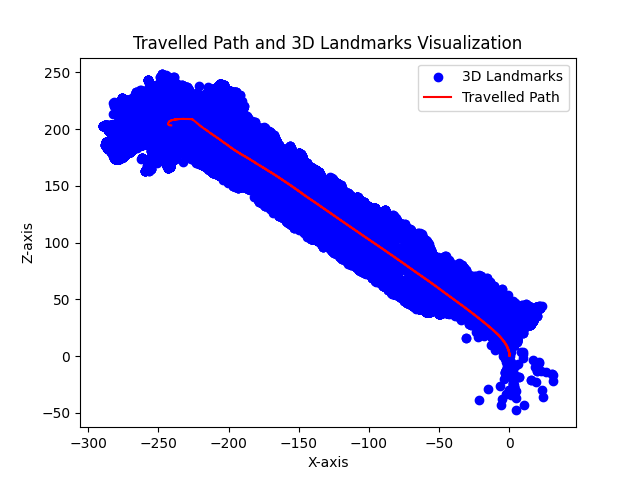 Travelled Path and 3D Landmarks Visualization
3D Landmarks
Travelled Path
Z-axis
250
200
150
100
50
0
−50
−300
−250
−200
−150
−100
−50
0
X-axis